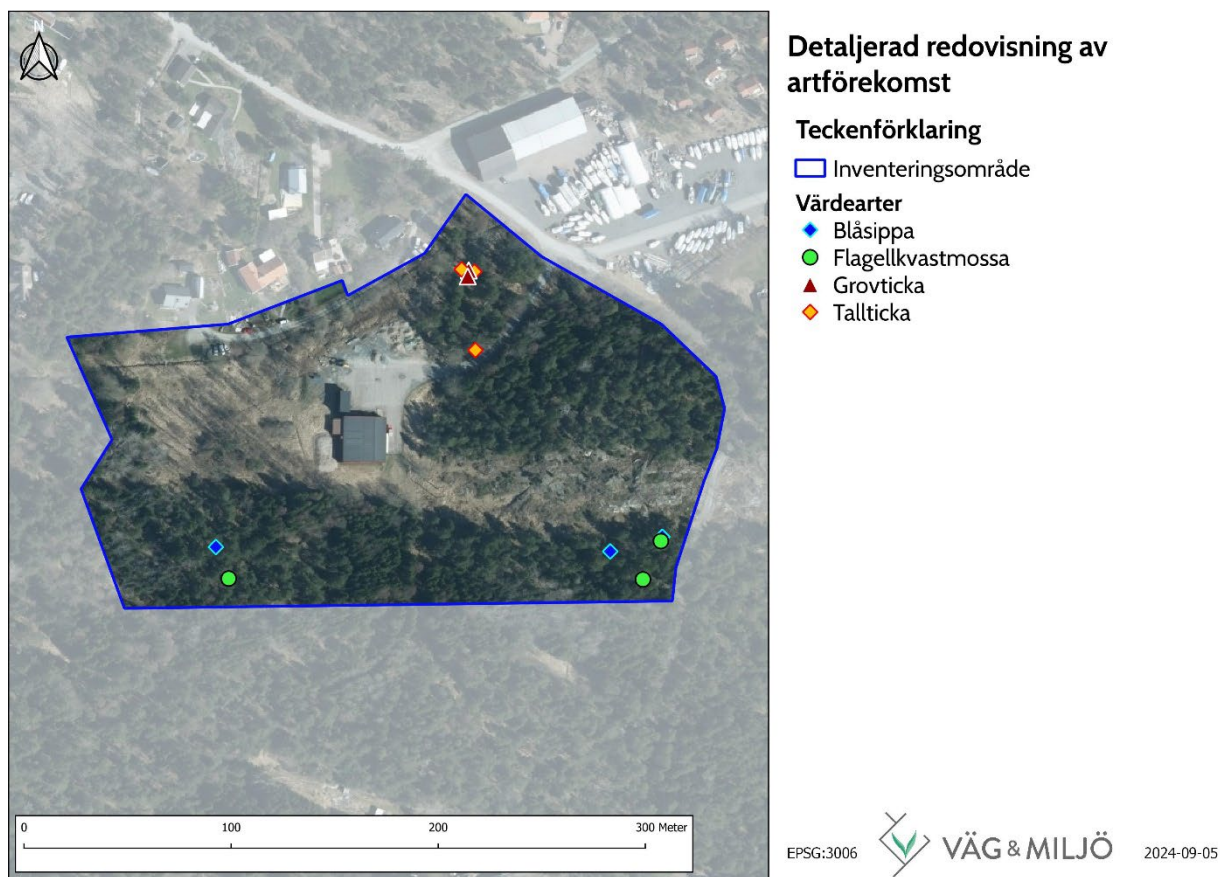 N
Detaljerad redovisning av
artförekomst
Teckenförklaring
Inventeringsområde
Värdearter
Blåsippa
Flagellkvastmossa
Grovticka
Tallticka
0 100 200 300 Meter
EPSG:3006 VÄG & MILJÖ 2024-09-05